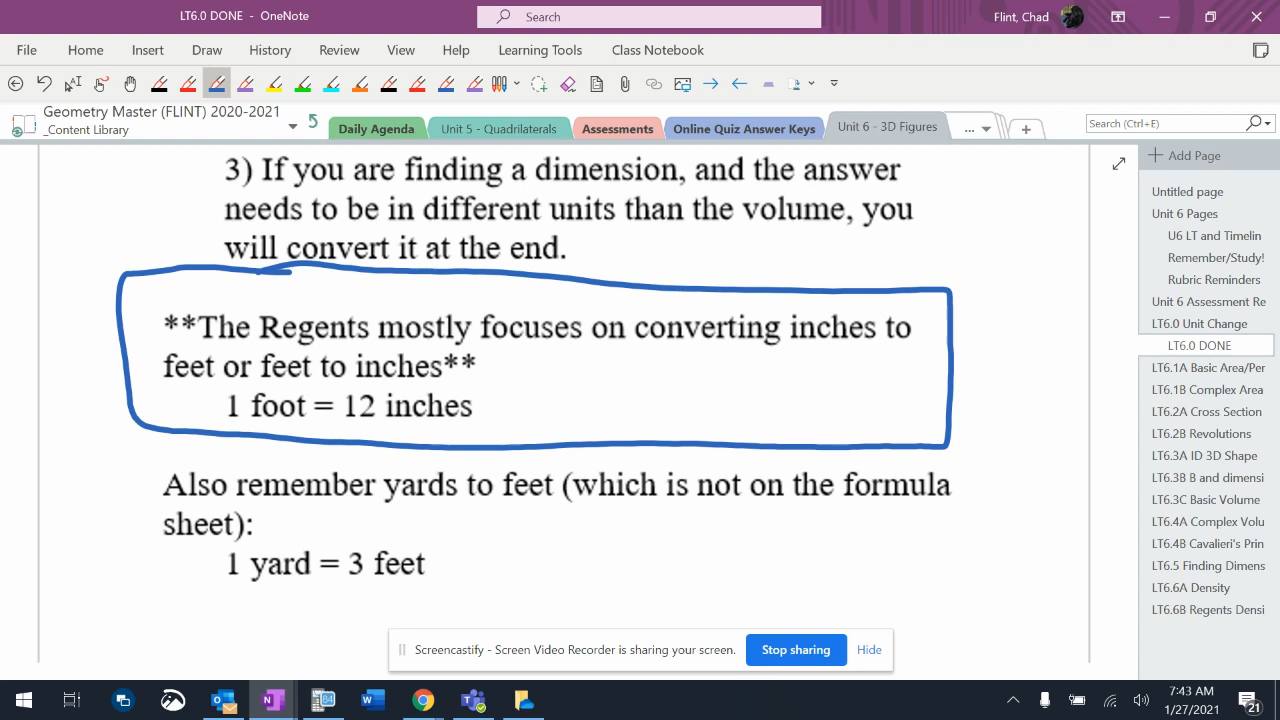 LT6.0 DONE - OneNote
Search
Flint, Chad
File Home Insert Draw History Review View Help Learning Tools Class Notebook
Geometry Master (FLINT) 2020-2021
_Content Library
Daily Agenda Unit 5 - Quadrilaterals Assessments Online Quiz Answer Keys Unit 6 - 3D Figures ... +
Search (Ctrl+E)
3) If you are finding a dimension, and the answer
needs to be in different units than the volume, you
will convert it at the end.
**The Regents mostly focuses on converting inches to
feet or feet to inches**
1 foot = 12 inches
Also remember yards to feet (which is not on the formula
sheet):
1 yard = 3 feet
Add Page
Untitled page
Unit 6 Pages
U6 LT and Timelin
Remember/Study!
Rubric Reminders
Unit 6 Assessment Re
LT6.0 Unit Change
LT6.0 DONE
LT6.1A Basic Area/Per
LT6.1B Complex Area
LT6.2A Cross Section
LT6.2B Revolutions
LT6.3A ID 3D Shape
LT6.3B B and dimensi
LT6.3C Basic Volume
LT6.4A Complex Volu
LT6.4B Cavalieri's Prin
LT6.5 Finding Dimens
LT6.6A Density
LT6.6B Regents Densi
Screencastify - Screen Video Recorder is sharing your screen.
Stop sharing
Hide
7:43 AM
1/27/2021
21